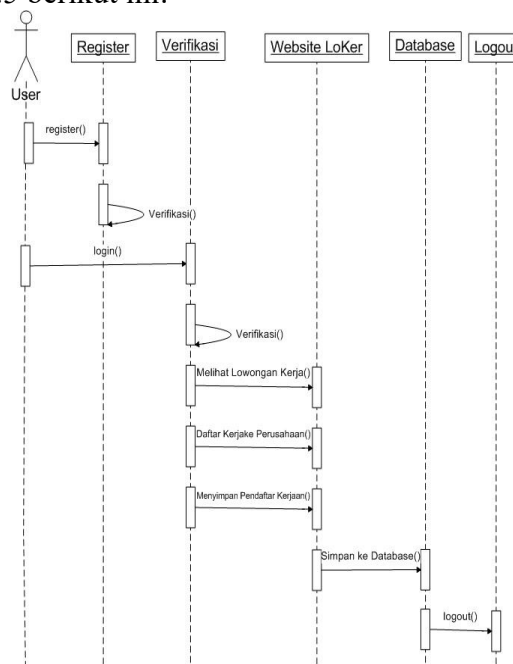 berikut ini:
Register
Verifikasi
Website LoKer
Database
Logout
User
register()
Verifikasi()
login()
Verifikasi()
Melihat Lowongan Kerja()
Daftar Kerjake Perusahaan()
Menyimpan Pendaftar Kerjaan()
Simpan ke Database()
logout()